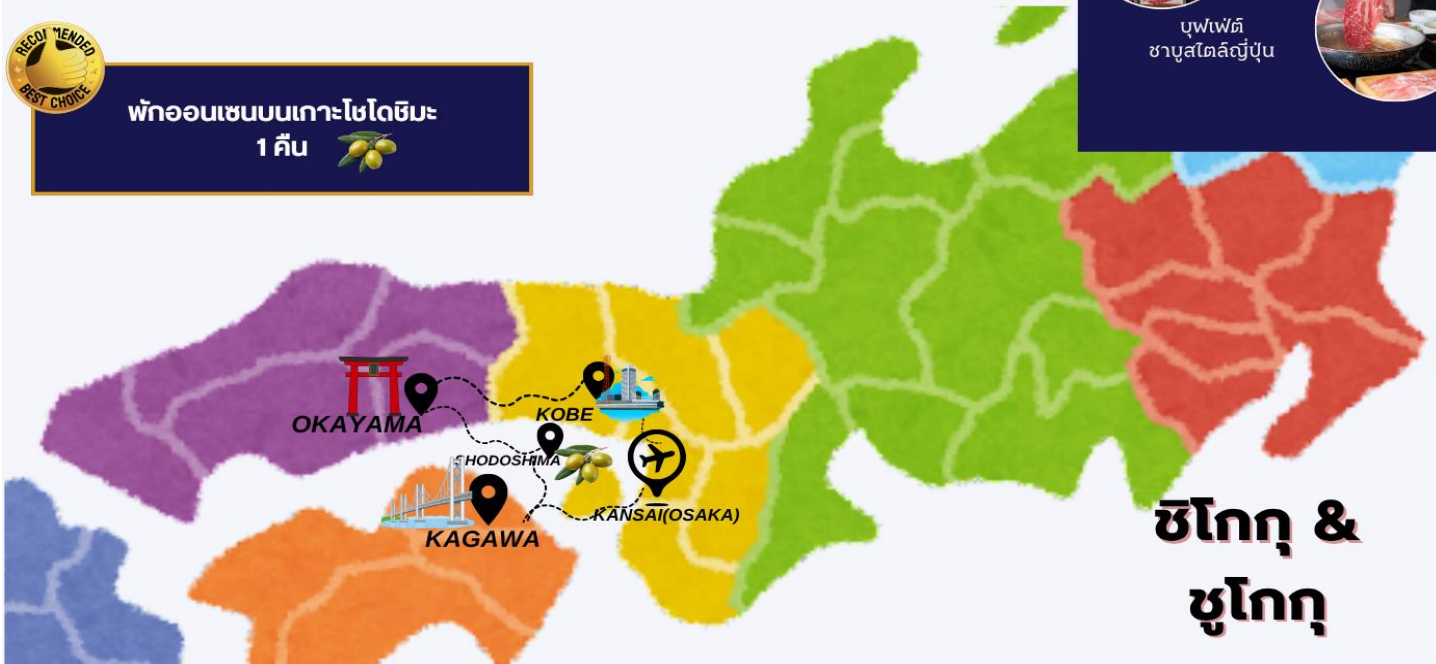 RECOMMENDED
BEST CHOICE
พักออนเซนบนเกาะโชโดชิมะ
1 คืน
บุฟเฟ่ต์
ชาบูสไตล์ญี่ปุ่น
OKAYAMA
KOBE
SHODOSHIMA
KAGAWA
KANSAI(OSAKA)
ชิโกกุ &
ชูโกกุ